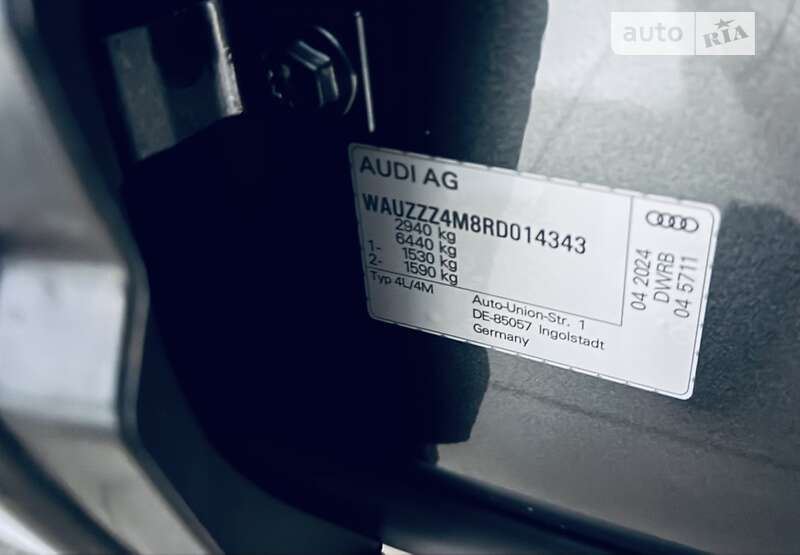 auto RIA
AUDI AG
WAUZZZ4M8RD014343
2940 kg
6440 kg
1- 1530 kg
2- 1590 kg
Typ 4L/4M
Auto-Union-Str. 1
DE-85057 Ingolstadt
Germany
04 2024
DWRB
04 5711